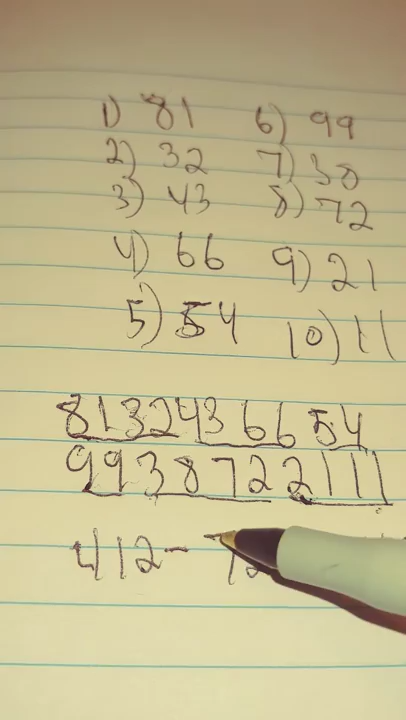 1) 81 6) 99
2) 32 7) 38
3) 43 8) 72
4) 66 9) 21
5) 54 10) 11
8132436654
9938722111
412-